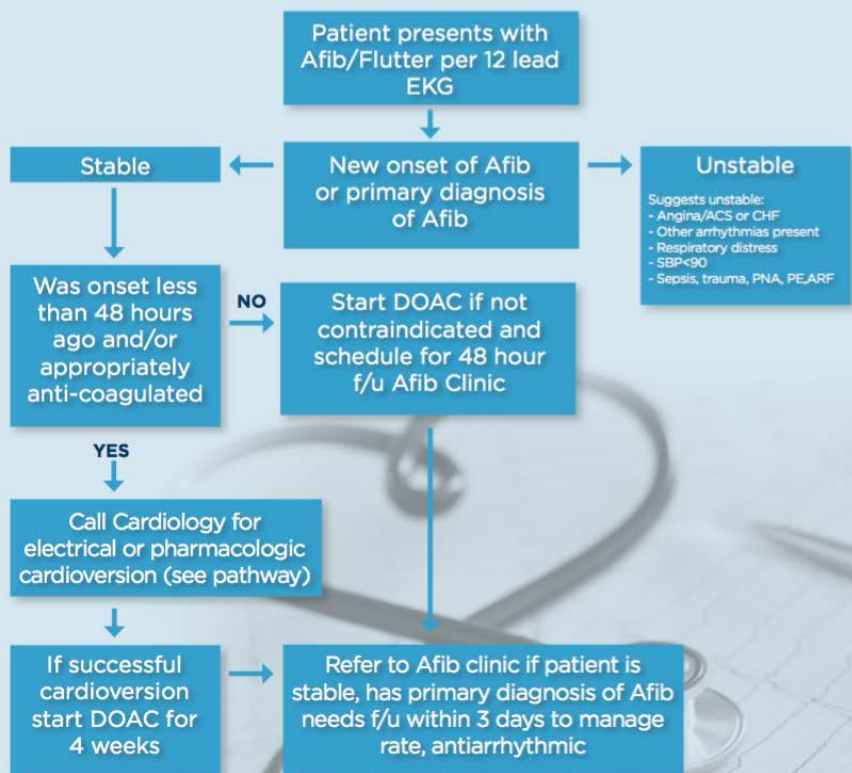 Patient presents with
Afib/Flutter per 12 lead
EKG
Stable
New onset of Afib
or primary diagnosis
of Afib
Unstable
Suggests unstable:
- Angina/ACS or CHF
- Other arrhythmias present
- Respiratory distress
- SBP<90
- Sepsis, trauma, PNA, PE,ARF
Was onset less
than 48 hours
ago and/or
appropriately
anti-coagulated
NO
Start DOAC if not
contraindicated and
schedule for 48 hour
f/u Afib Clinic
YES
Call Cardiology for
electrical or pharmacologic
cardioversion (see pathway)
If successful
cardioversion
start DOAC for
4 weeks
Refer to Afib clinic if patient is
stable, has primary diagnosis of Afib
needs f/u within 3 days to manage
rate, antiarrhythmic